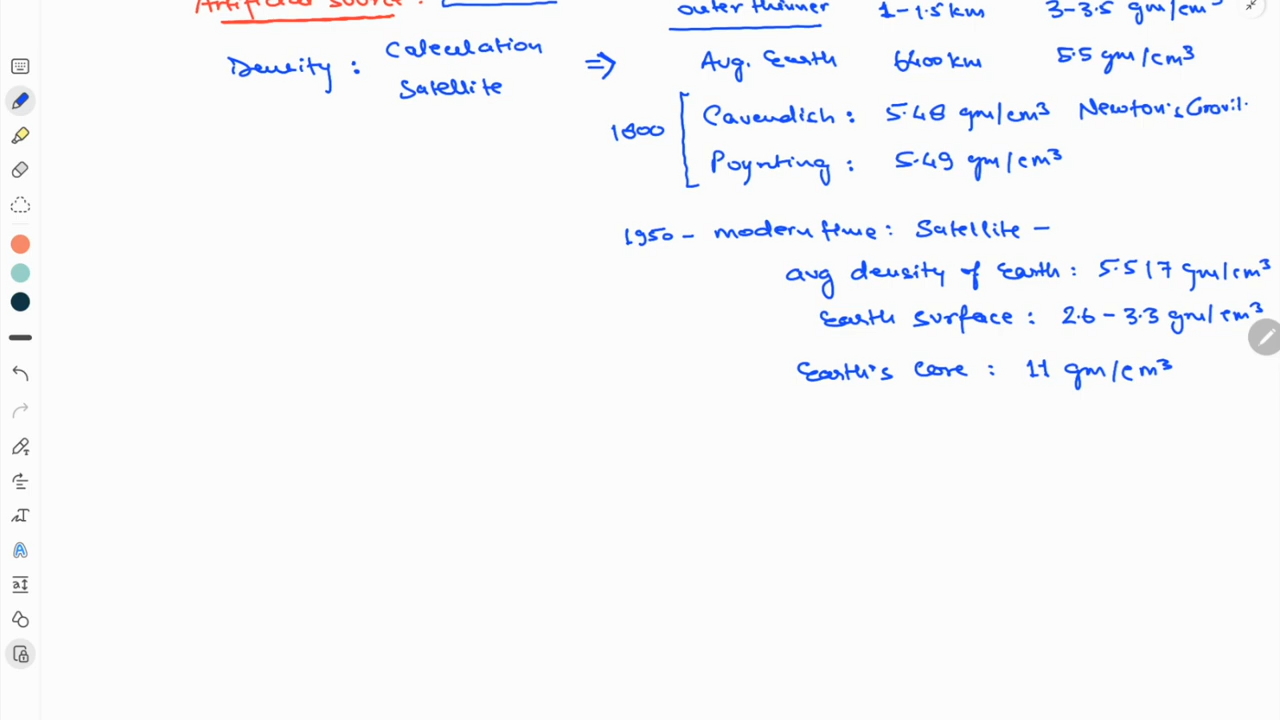 Artificial source :
outer thinner 1-1.5 km 3-3.5 gm/cm³
Density : Calculation
Satellite
⇒ Avg. Earth 6400 km 5.5 gm/cm³
1800 [ Cavendish : 5.48 gm/cm³ Newton's Gravit.
Poynting : 5.49 gm/cm³
1950 - modern time : Satellite -
avg density of Earth : 5.517 gm/cm³
Earth surface : 2.6 - 3.3 gm/cm³
Earth's Core : 11 gm/cm³